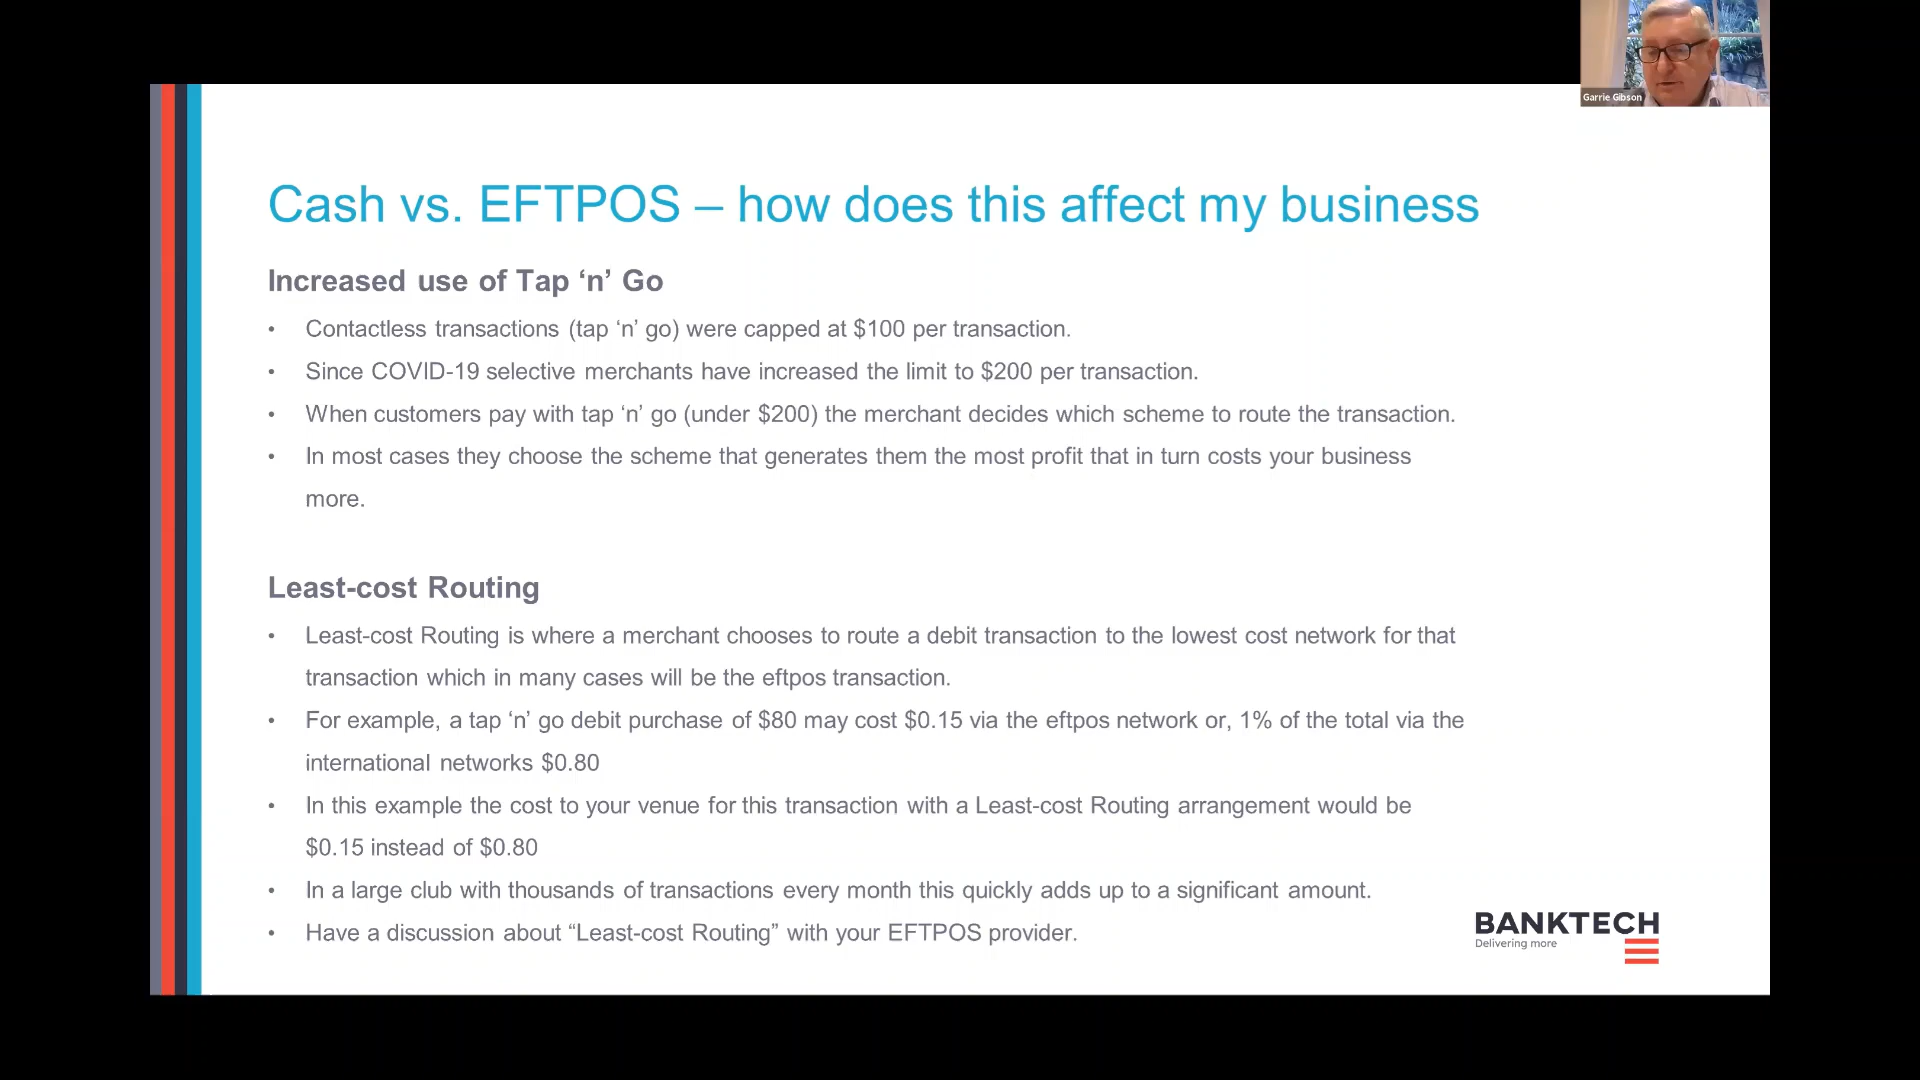 Garrie Gibson
Cash vs. EFTPOS – how does this affect my business
Increased use of Tap ‘n’ Go
• Contactless transactions (tap ‘n’ go) were capped at $100 per transaction.
• Since COVID-19 selective merchants have increased the limit to $200 per transaction.
• When customers pay with tap ‘n’ go (under $200) the merchant decides which scheme to route the transaction.
• In most cases they choose the scheme that generates them the most profit that in turn costs your business
more.
Least-cost Routing
• Least-cost Routing is where a merchant chooses to route a debit transaction to the lowest cost network for that
transaction which in many cases will be the eftpos transaction.
• For example, a tap ‘n’ go debit purchase of $80 may cost $0.15 via the eftpos network or, 1% of the total via the
international networks $0.80
• In this example the cost to your venue for this transaction with a Least-cost Routing arrangement would be
$0.15 instead of $0.80
• In a large club with thousands of transactions every month this quickly adds up to a significant amount.
• Have a discussion about “Least-cost Routing” with your EFTPOS provider.
BANKTECH
Delivering more